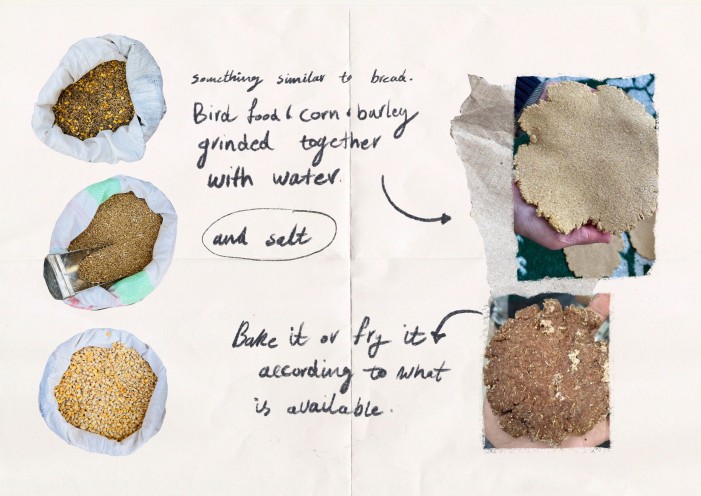 something similar to bread.
Bird food & corn & barley
grinded together
with water.
and salt
Bake it or fry it
according to what
is available.